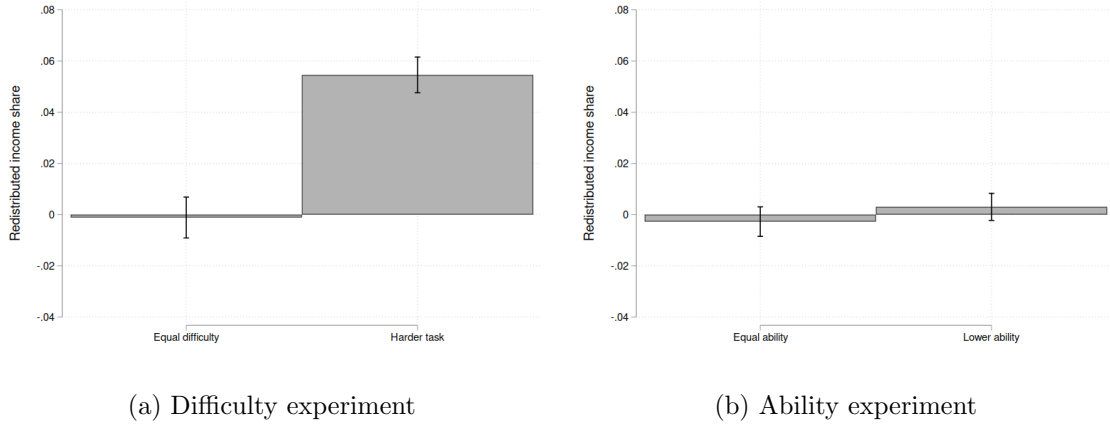 Redistributed income share
.08
.06
.04
.02
0
-.02
-.04
Equal difficulty
Harder task
(a) Difficulty experiment
Redistributed income share
.08
.06
.04
.02
0
-.02
-.04
Equal ability
Lower ability
(b) Ability experiment